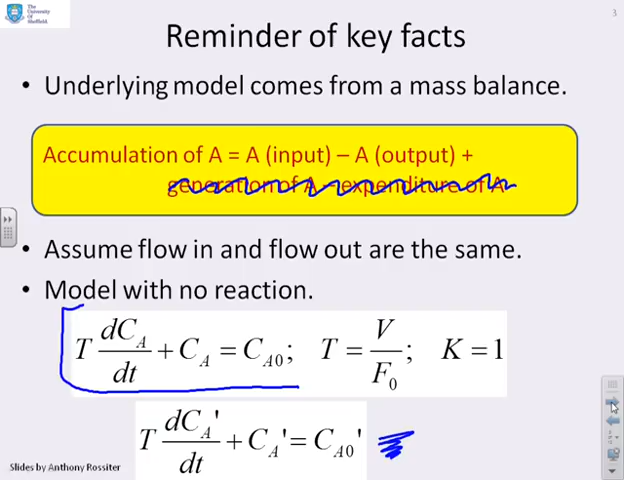 The
University
Of
Sheffield.
3
Reminder of key facts
• Underlying model comes from a mass balance.
Accumulation of A = A (input) – A (output) +
generation of A – expenditure of A
• Assume flow in and flow out are the same.
• Model with no reaction.
T dC_A/dt + C_A = C_A0; T = V/F_0; K = 1
T dC_A'/dt + C_A' = C_A0'
Slides by Anthony Rossiter